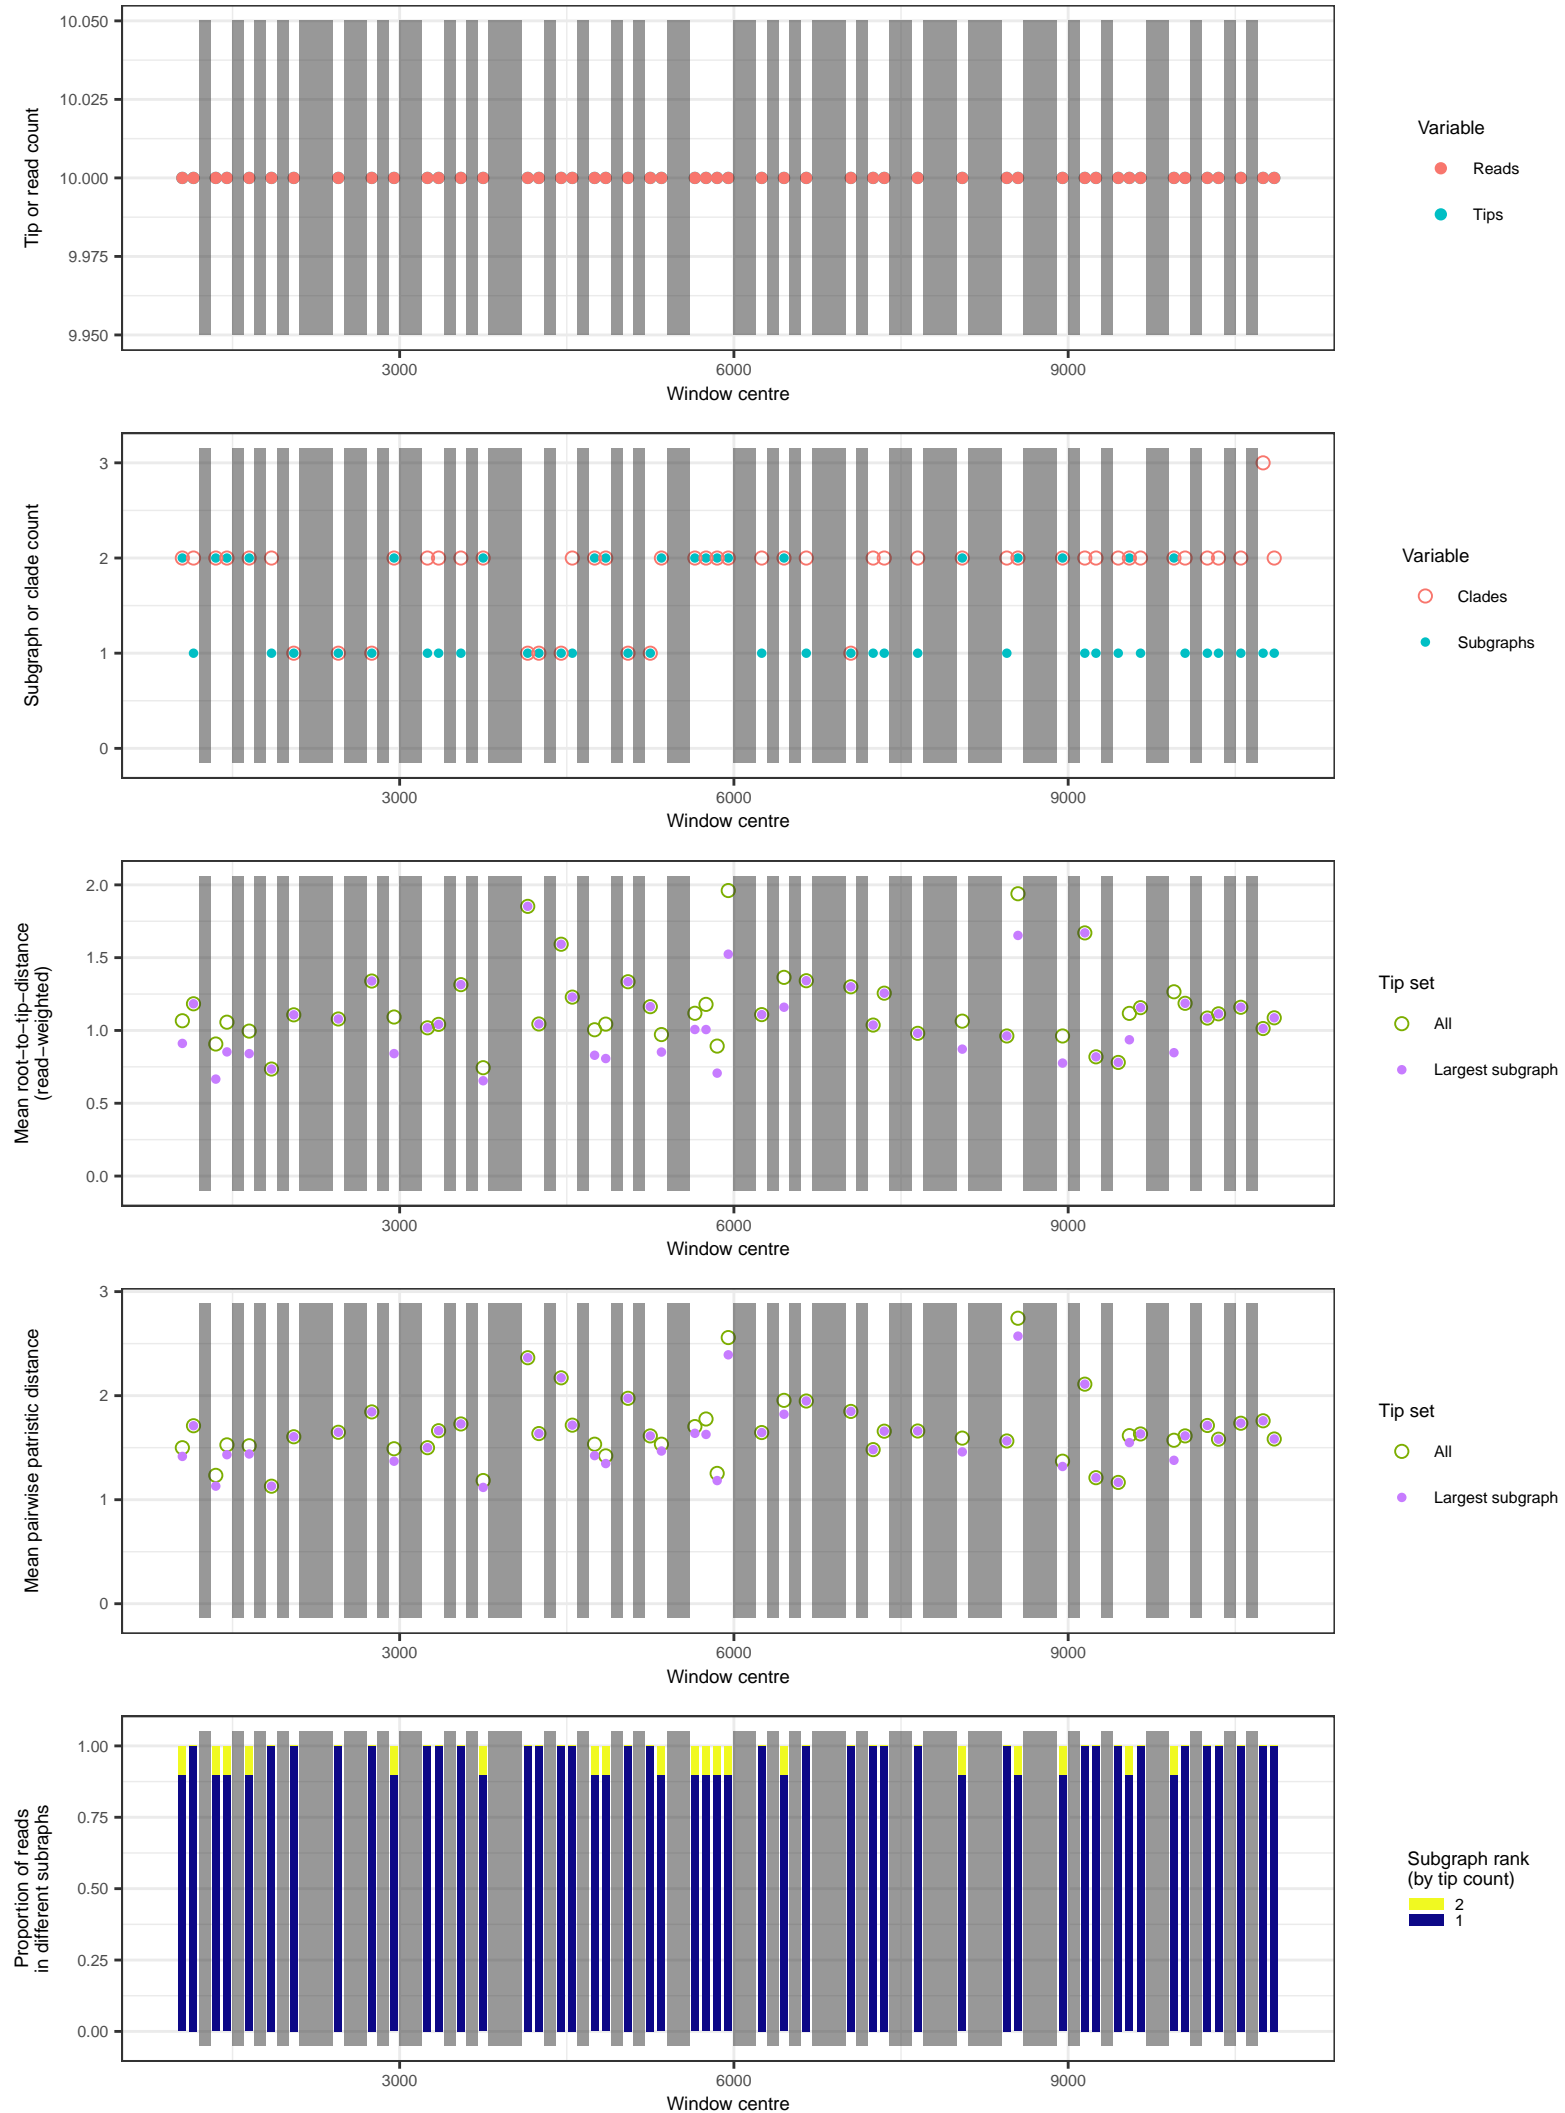 10.050
10.025
10.000
9.975
9.950
Tip or read count
3000 6000 9000
Window centre
Variable
Reads
Tips
3
2
1
0
Subgraph or clade count
3000 6000 9000
Window centre
Variable
Clades
Subgraphs
2.0
1.5
1.0
0.5
0.0
Mean root−to−tip−distance
(read−weighted)
3000 6000 9000
Window centre
Tip set
All
Largest subgraph
3
2
1
0
Mean pairwise patristic distance
3000 6000 9000
Window centre
Tip set
All
Largest subgraph
1.00
0.75
0.50
0.25
0.00
Proportion of reads
in different subraphs
3000 6000 9000
Window centre
Subgraph rank
(by tip count)
2
1